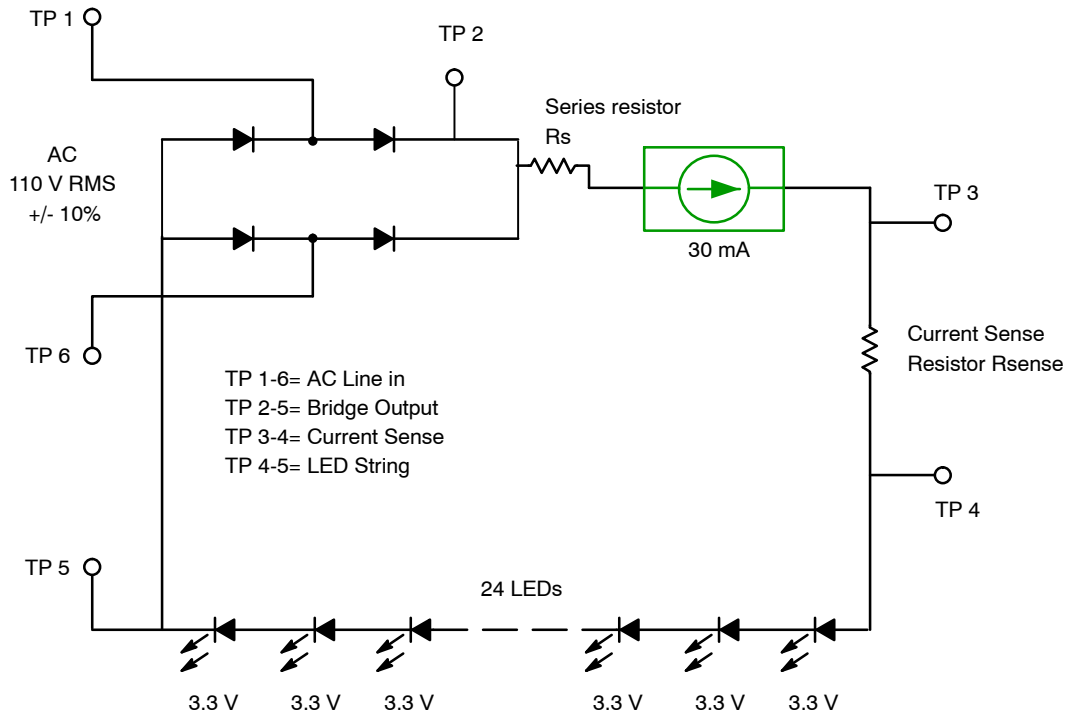 TP 1
TP 2
Series resistor
Rs
AC
110 V RMS
+/- 10%
30 mA
TP 3
TP 6
Current Sense
Resistor Rsense
TP 1-6= AC Line in
TP 2-5= Bridge Output
TP 3-4= Current Sense
TP 4-5= LED String
TP 4
TP 5
24 LEDs
3.3 V 3.3 V 3.3 V 3.3 V 3.3 V 3.3 V